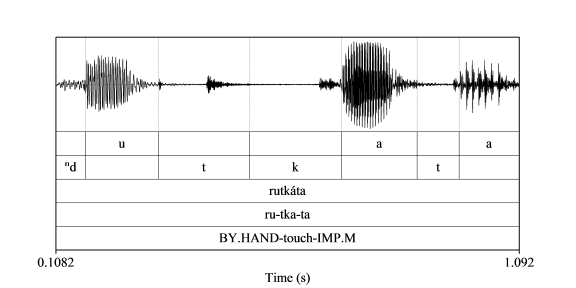 u a a
ⁿd t k t
rutkáta
ru-tka-ta
BY.HAND-touch-IMP.M
0.1082 1.092
Time (s)